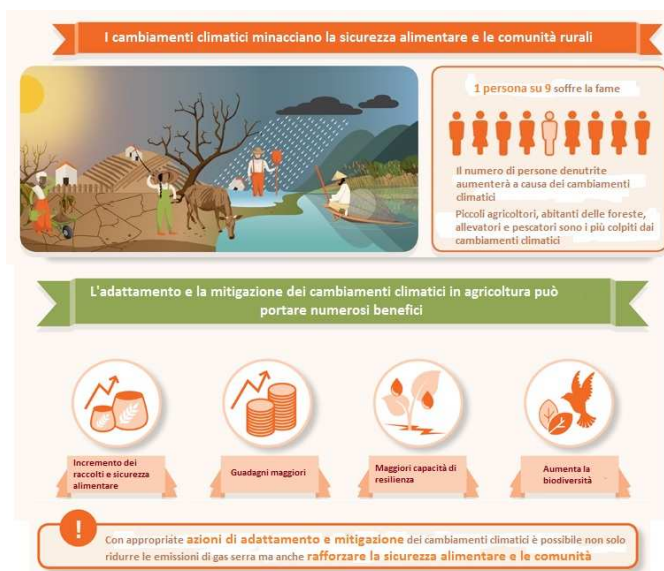 I cambiamenti climatici minacciano la sicurezza alimentare e le comunità rurali
1 persona su 9 soffre la fame
Il numero di persone denutrite
aumenterà a causa dei cambiamenti
climatici
Piccoli agricoltori, abitanti delle foreste,
allevatori e pescatori sono i più colpiti dai
cambiamenti climatici
L'adattamento e la mitigazione dei cambiamenti climatici in agricoltura può
portare numerosi benefici
Incremento dei
raccolti e sicurezza
alimentare
Guadagni maggiori
Maggiori capacità di
resilienza
Aumenta la
biodiversità
!
Con appropriate azioni di adattamento e mitigazione dei cambiamenti climatici è possibile non solo
ridurre le emissioni di gas serra ma anche rafforzare la sicurezza alimentare e le comunità